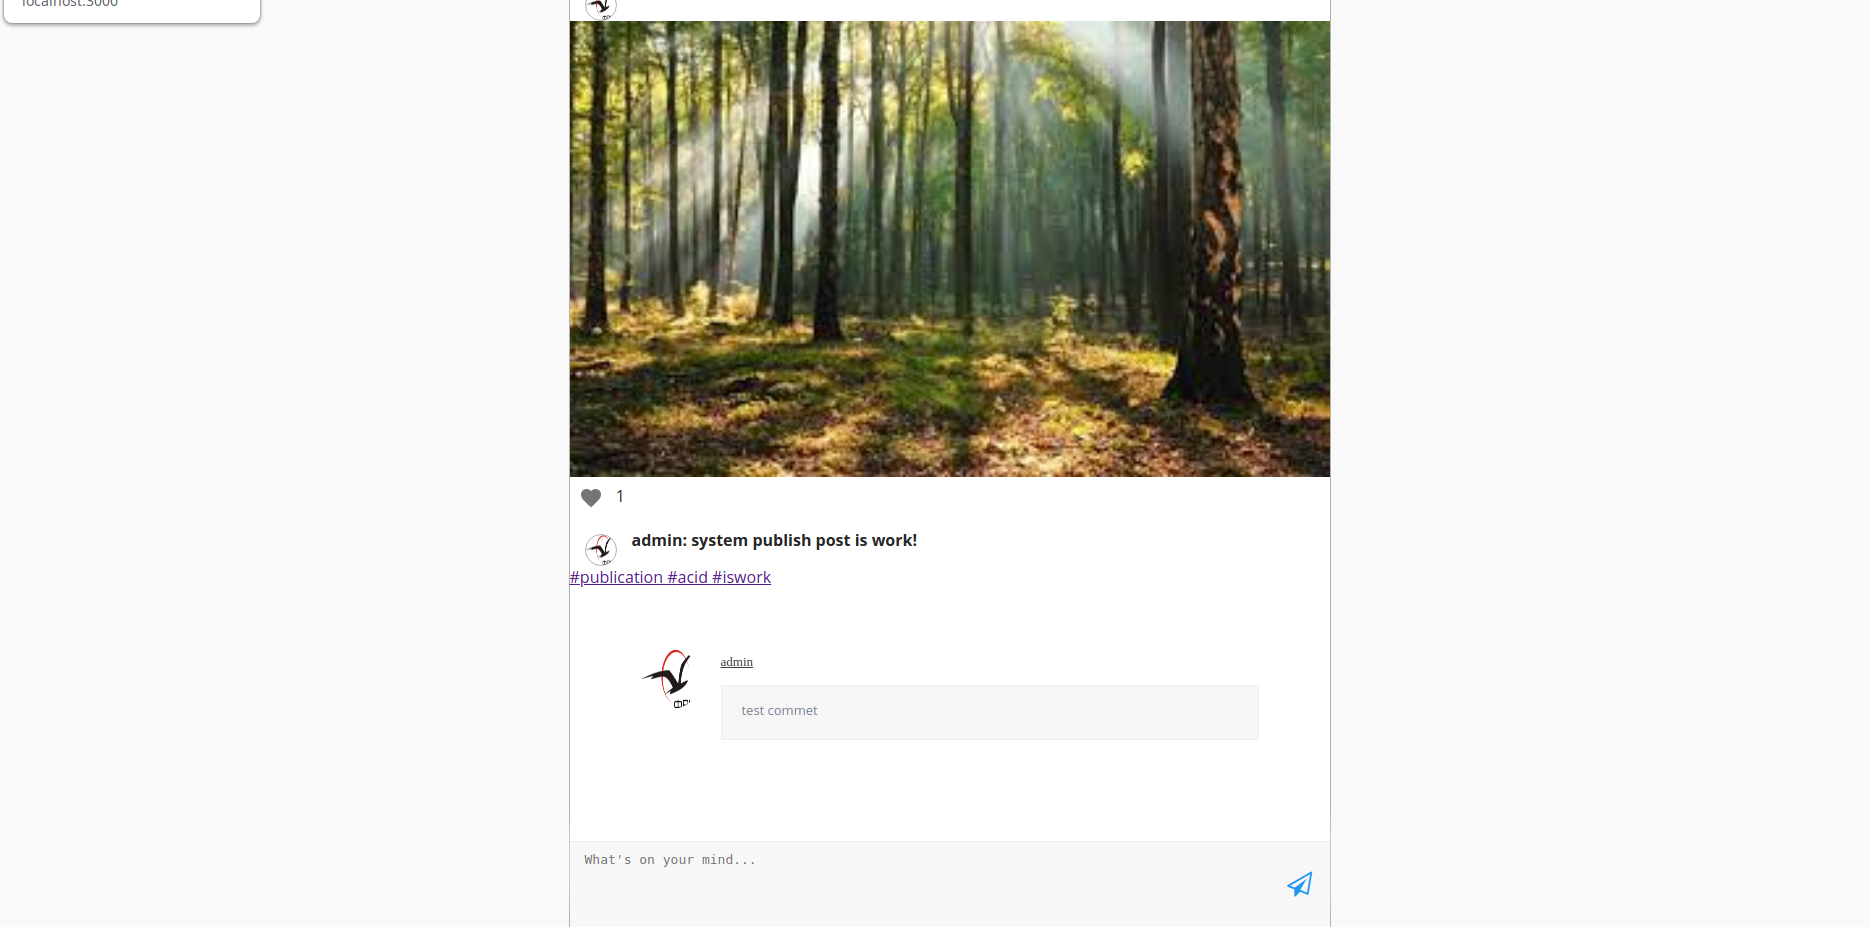 localhost:3000
1
admin: system publish post is work!
#publication #acid #iswork
admin
test commet
What's on your mind...